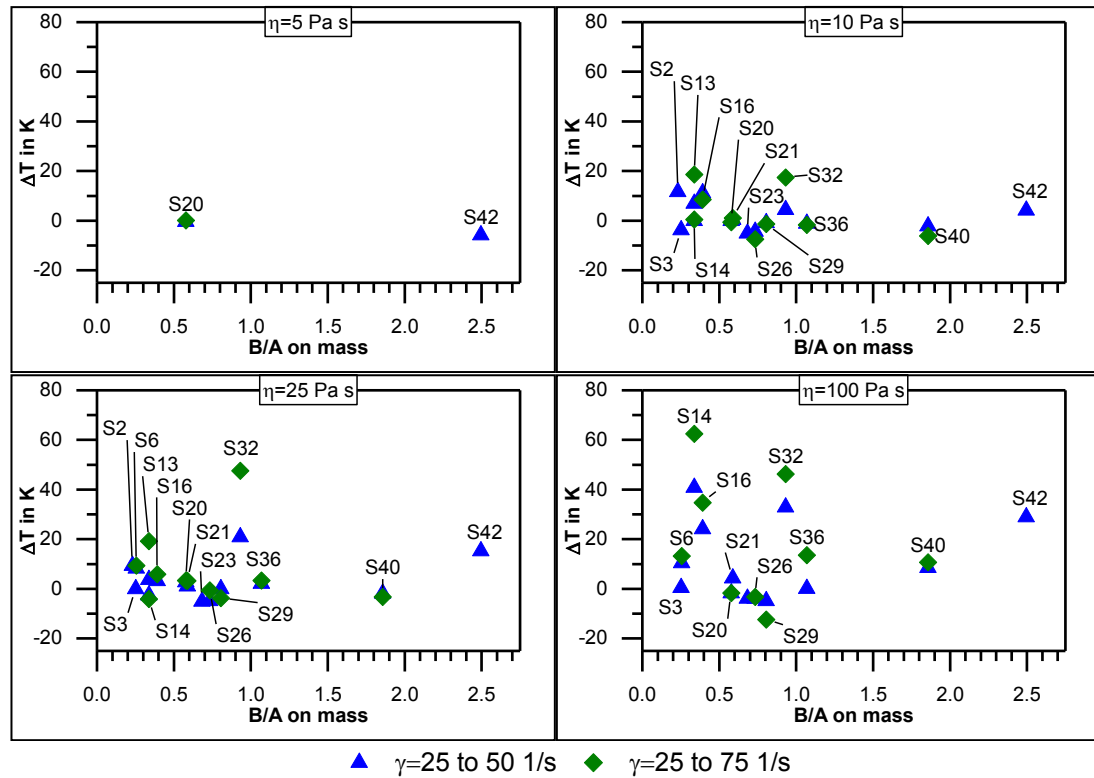 η=5 Pa s
80
60
40
20
0
-20
ΔT in K
S20
S42
0.0 0.5 1.0 1.5 2.0 2.5
B/A on mass
η=10 Pa s
80
60
40
20
0
-20
ΔT in K
S2
S13
S16
S20
S21
S23
S32
S42
S36
S40
S3
S14
S26
S29
0.0 0.5 1.0 1.5 2.0 2.5
B/A on mass
η=25 Pa s
80
60
40
20
0
-20
ΔT in K
S2
S6
S13
S16
S20
S21
S23
S32
S36
S42
S40
S3
S14
S26
S29
0.0 0.5 1.0 1.5 2.0 2.5
B/A on mass
η=100 Pa s
80
60
40
20
0
-20
ΔT in K
S14
S16
S32
S42
S6
S21
S36
S26
S40
S3
S20
S29
0.0 0.5 1.0 1.5 2.0 2.5
B/A on mass
γ=25 to 50 1/s
γ=25 to 75 1/s